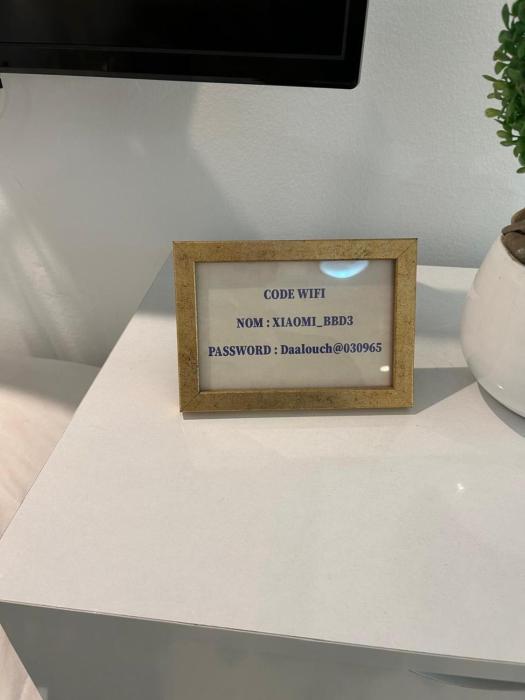 CODE WIFI
NOM : XIAOMI_BBD3
PASSWORD : Daalouch@030965